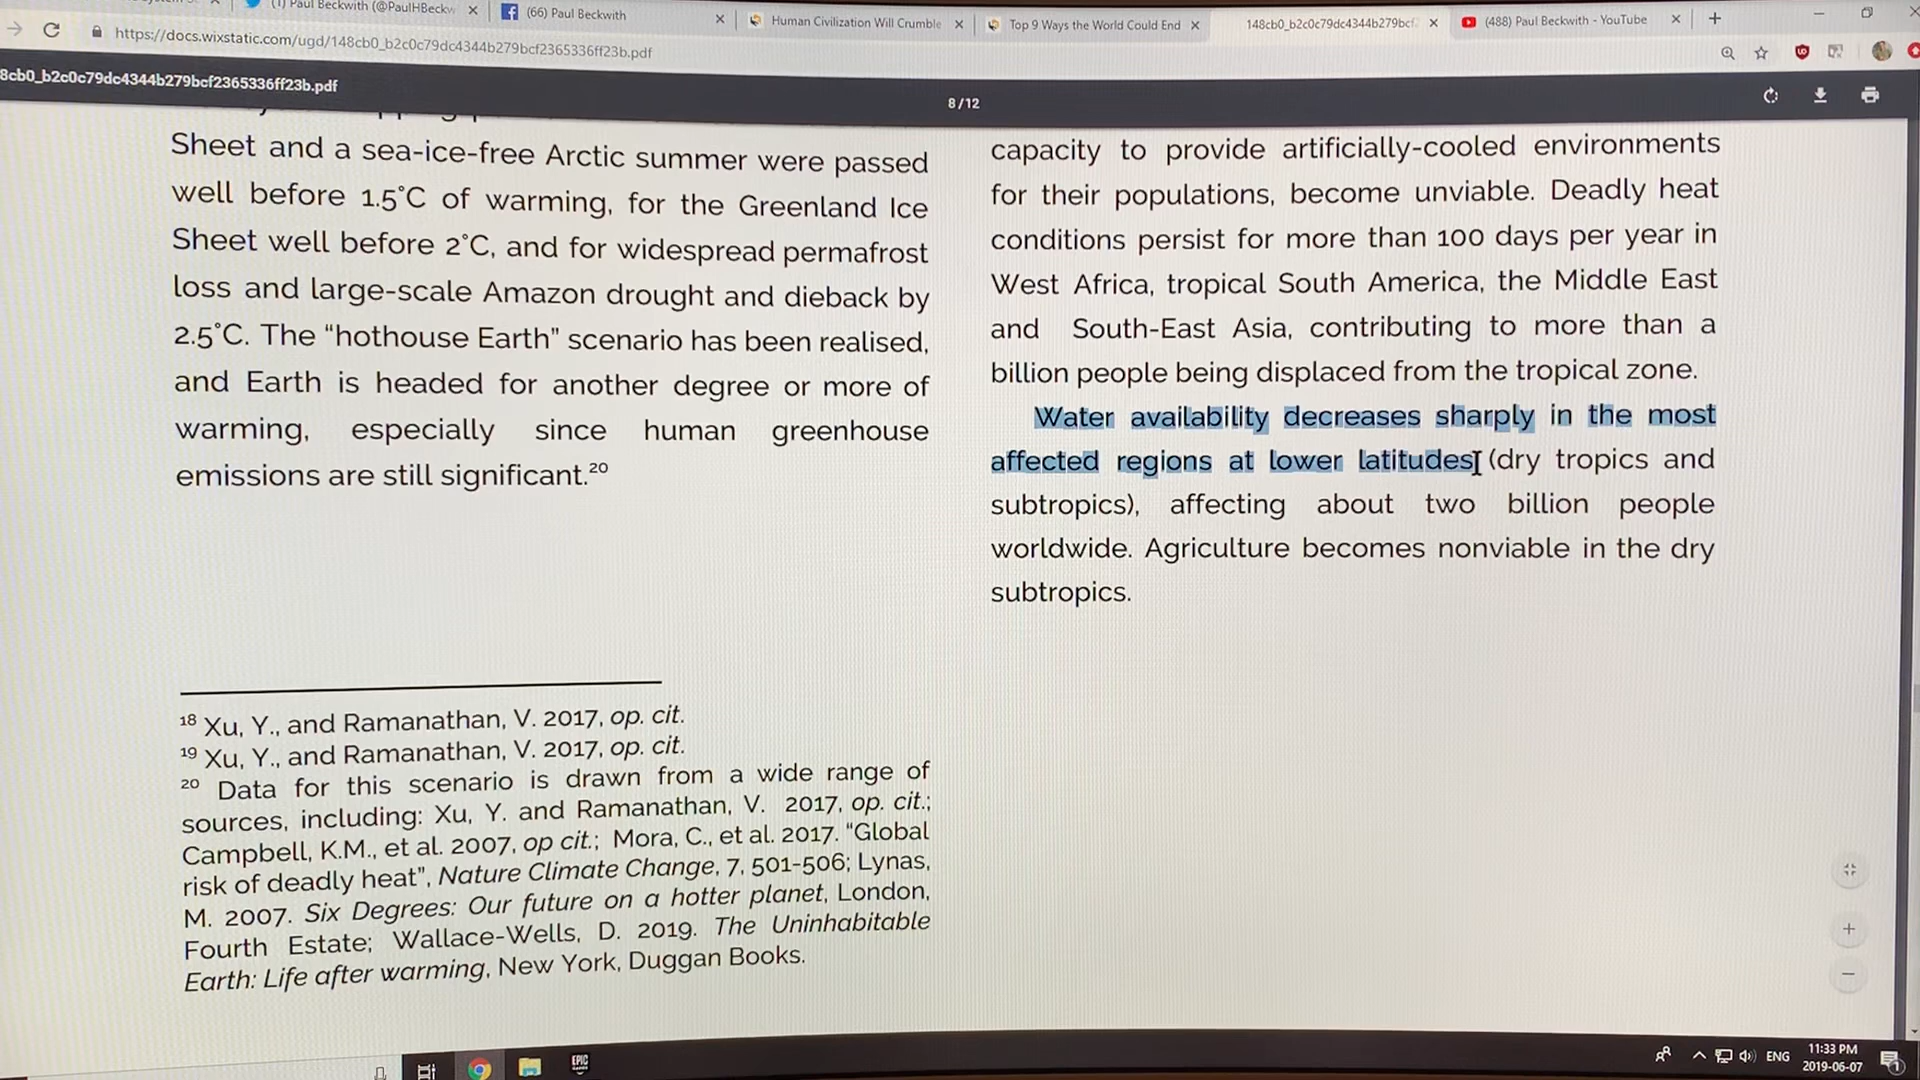 (1) Paul Beckwith (@PaulHBeckw
(66) Paul Beckwith
Human Civilization Will Crumble
Top 9 Ways the World Could End
148cb0_b2c0c79dc4344b279bcf
(488) Paul Beckwith - YouTube
https://docs.wixstatic.com/ugd/148cb0_b2c0c79dc4344b279bcf2365336ff23b.pdf
8cb0_b2c0c79dc4344b279bcf2365336ff23b.pdf
8/12
Sheet and a sea-ice-free Arctic summer were passed
well before 1.5°C of warming, for the Greenland Ice
Sheet well before 2°C, and for widespread permafrost
loss and large-scale Amazon drought and dieback by
2.5°C. The “hothouse Earth” scenario has been realised,
and Earth is headed for another degree or more of
warming, especially since human greenhouse
emissions are still significant.²⁰
¹⁸ Xu, Y., and Ramanathan, V. 2017, op. cit.
¹⁹ Xu, Y., and Ramanathan, V. 2017, op. cit.
²⁰ Data for this scenario is drawn from a wide range of
sources, including: Xu, Y. and Ramanathan, V. 2017, op. cit.;
Campbell, K.M., et al. 2007, op cit.; Mora, C., et al. 2017. “Global
risk of deadly heat”, Nature Climate Change, 7, 501-506; Lynas,
M. 2007. Six Degrees: Our future on a hotter planet, London,
Fourth Estate; Wallace-Wells, D. 2019. The Uninhabitable
Earth: Life after warming, New York, Duggan Books.
capacity to provide artificially-cooled environments
for their populations, become unviable. Deadly heat
conditions persist for more than 100 days per year in
West Africa, tropical South America, the Middle East
and South-East Asia, contributing to more than a
billion people being displaced from the tropical zone.
Water availability decreases sharply in the most
affected regions at lower latitudes (dry tropics and
subtropics), affecting about two billion people
worldwide. Agriculture becomes nonviable in the dry
subtropics.
EPIC
ENG
11:33 PM
2019-06-07
1